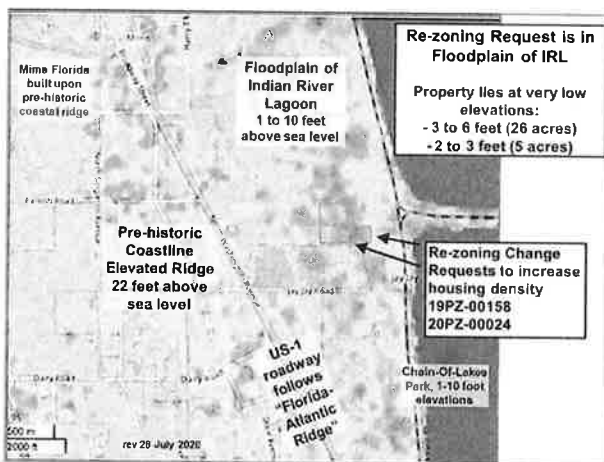 Re-zoning Request is in
Floodplain of IRL
Property lies at very low
elevations:
- 3 to 6 feet (26 acres)
- 2 to 3 feet (5 acres)
Mims Florida
built upon
pre-historic
coastal ridge
Floodplain of
Indian River
Lagoon
1 to 10 feet
above sea level
Pre-historic
Coastline
Elevated Ridge
22 feet above
sea level
Re-zoning Change
Requests to increase
housing density
19PZ-00158
20PZ-00024
US-1
roadway
follows
"Florida-
Atlantic
Ridge"
Chain-Of-Lakes
Park, 1-10 foot
elevations
500 m
2000 ft
rev 28 July 2020